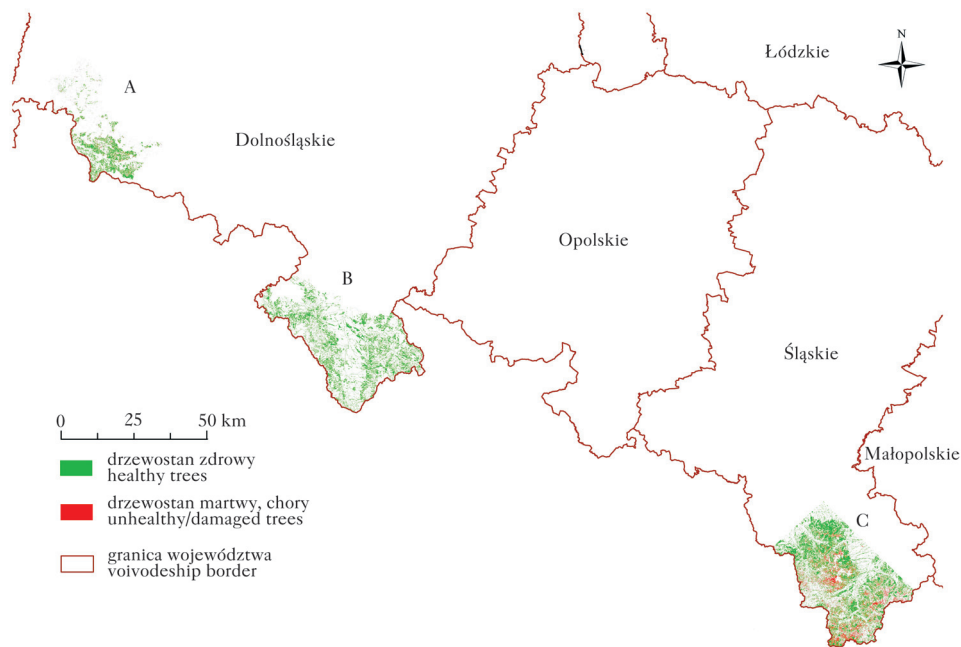 N
Łódzkie
A
Dolnośląskie
Opolskie
B
Śląskie
0 25 50 km
Małopolskie
drzewostan zdrowy
healthy trees
drzewostan martwy, chory
unhealthy/damaged trees
C
granica województwa
voivodeship border